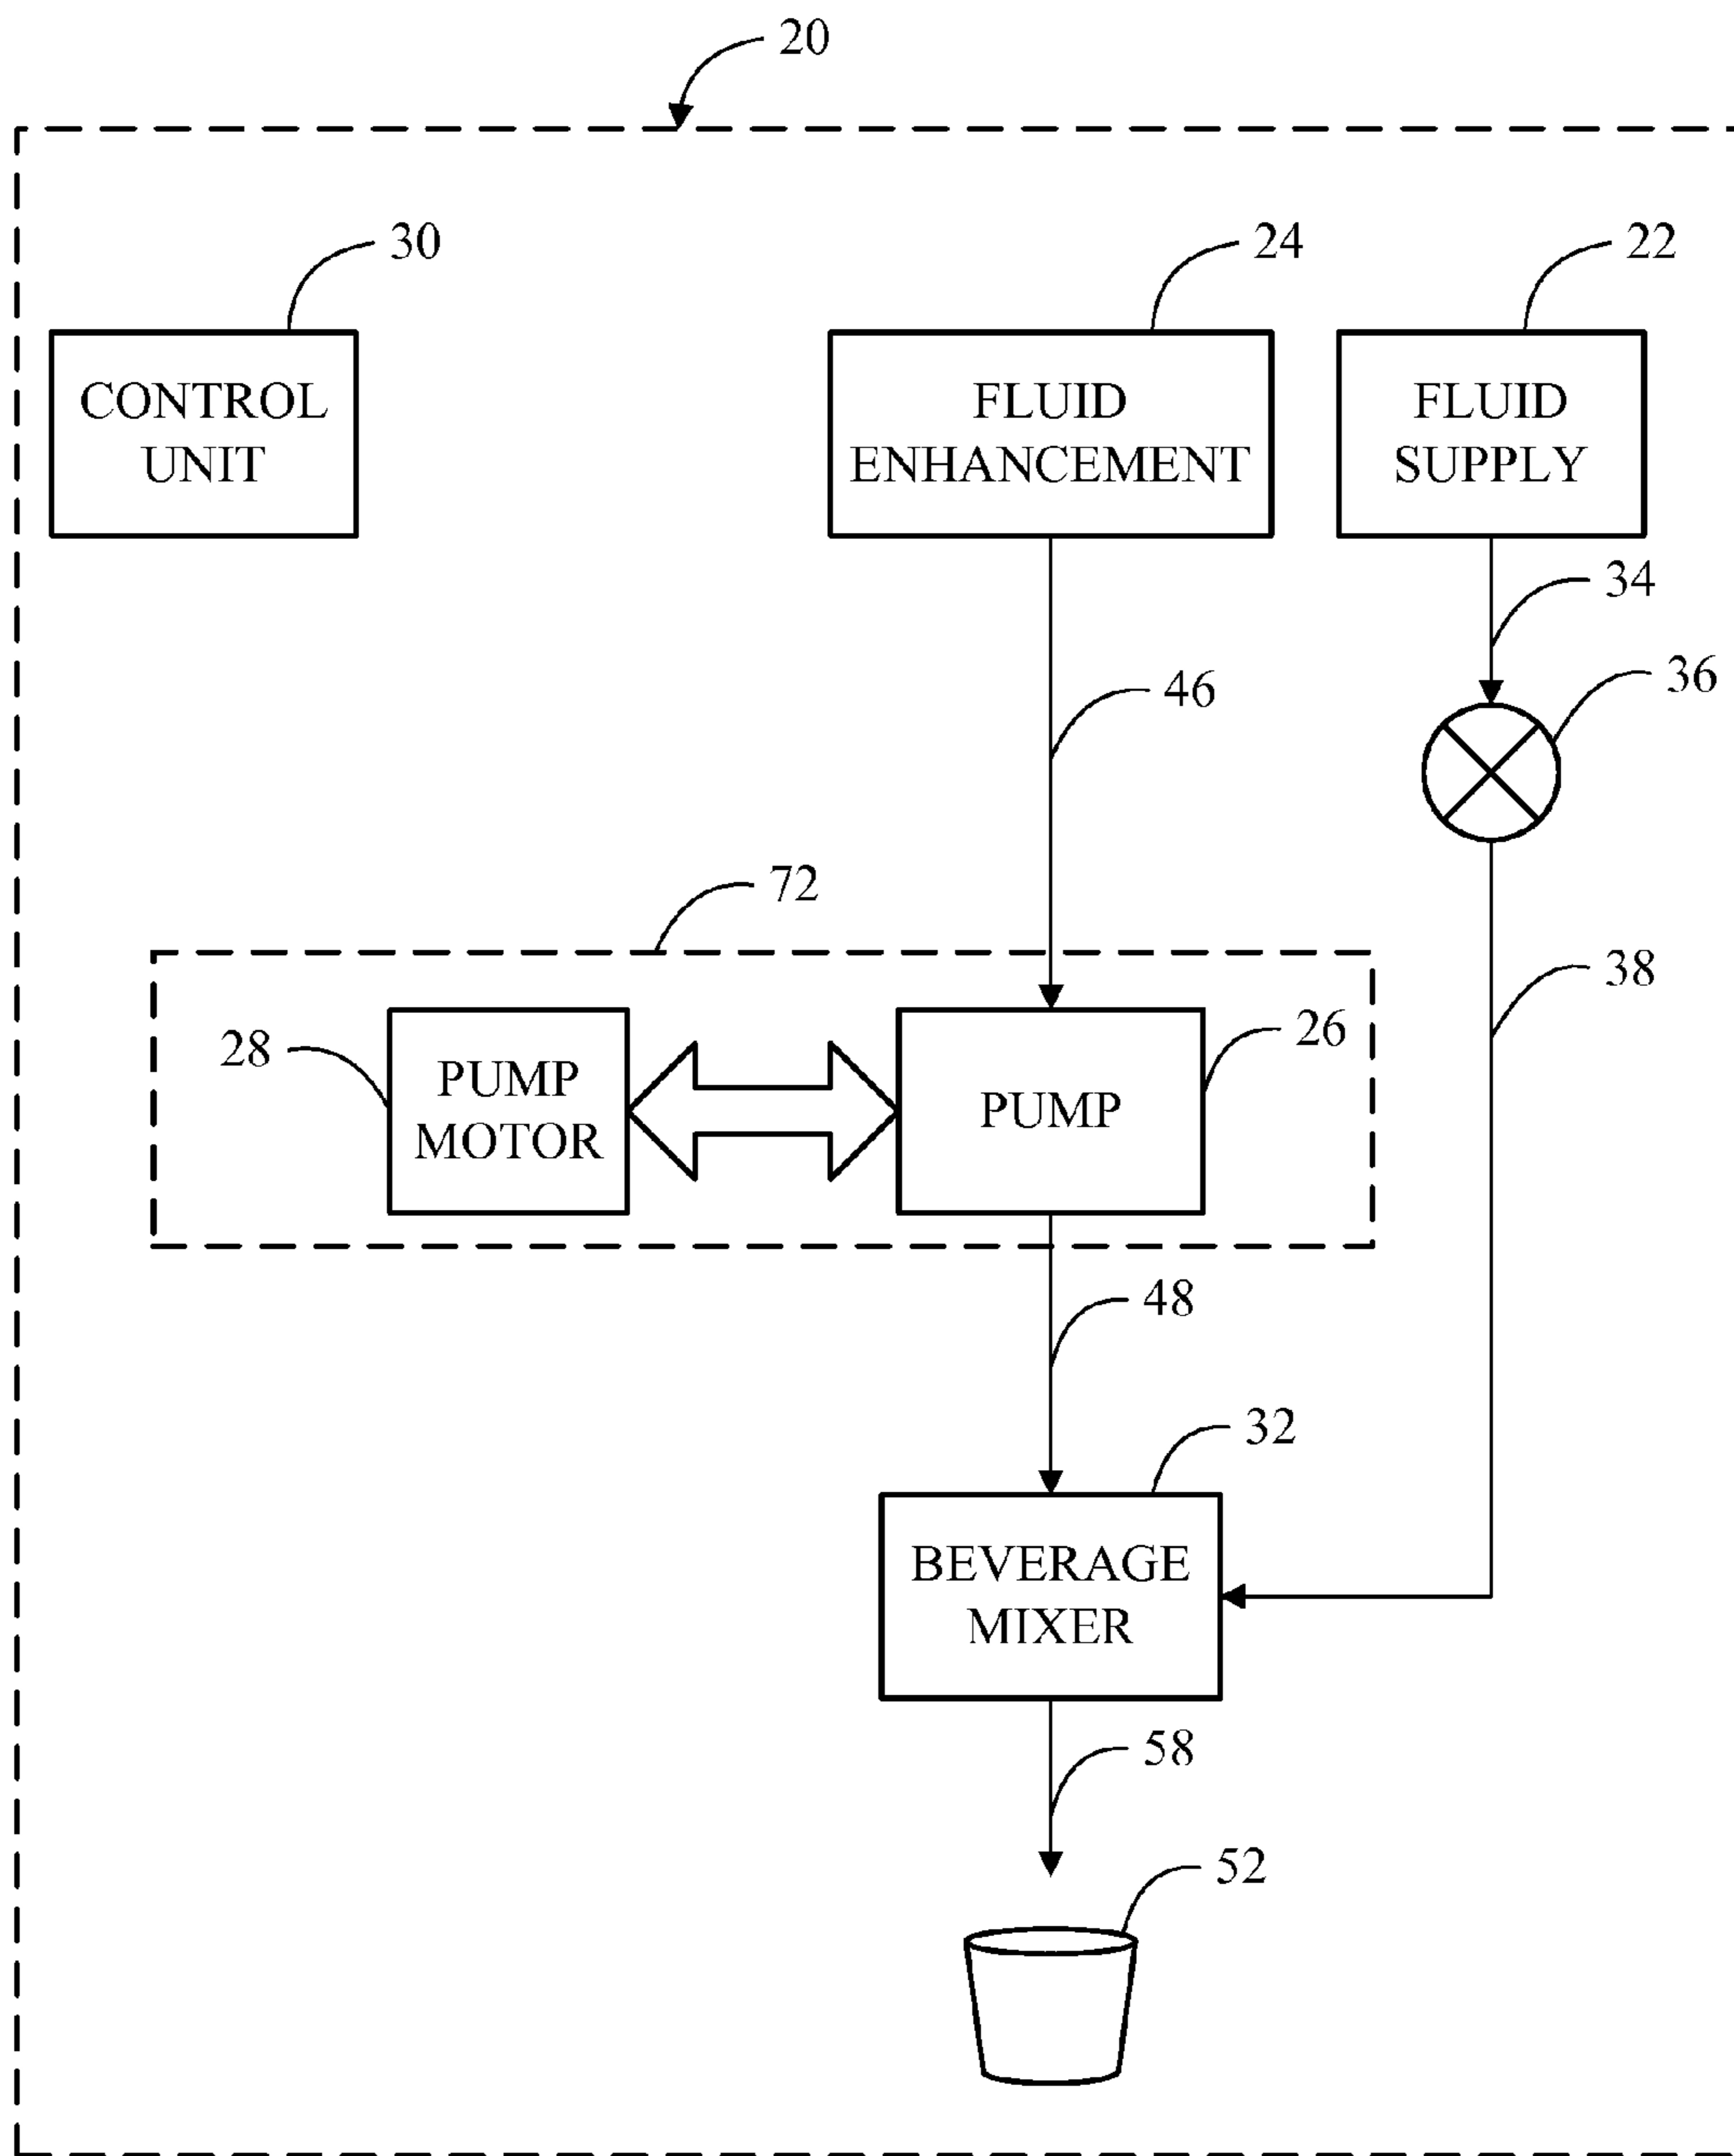 20
30
24
22
CONTROL
UNIT
FLUID
ENHANCEMENT
FLUID
SUPPLY
34
46
36
72
38
28
PUMP
MOTOR
PUMP
26
48
32
BEVERAGE
MIXER
58
52